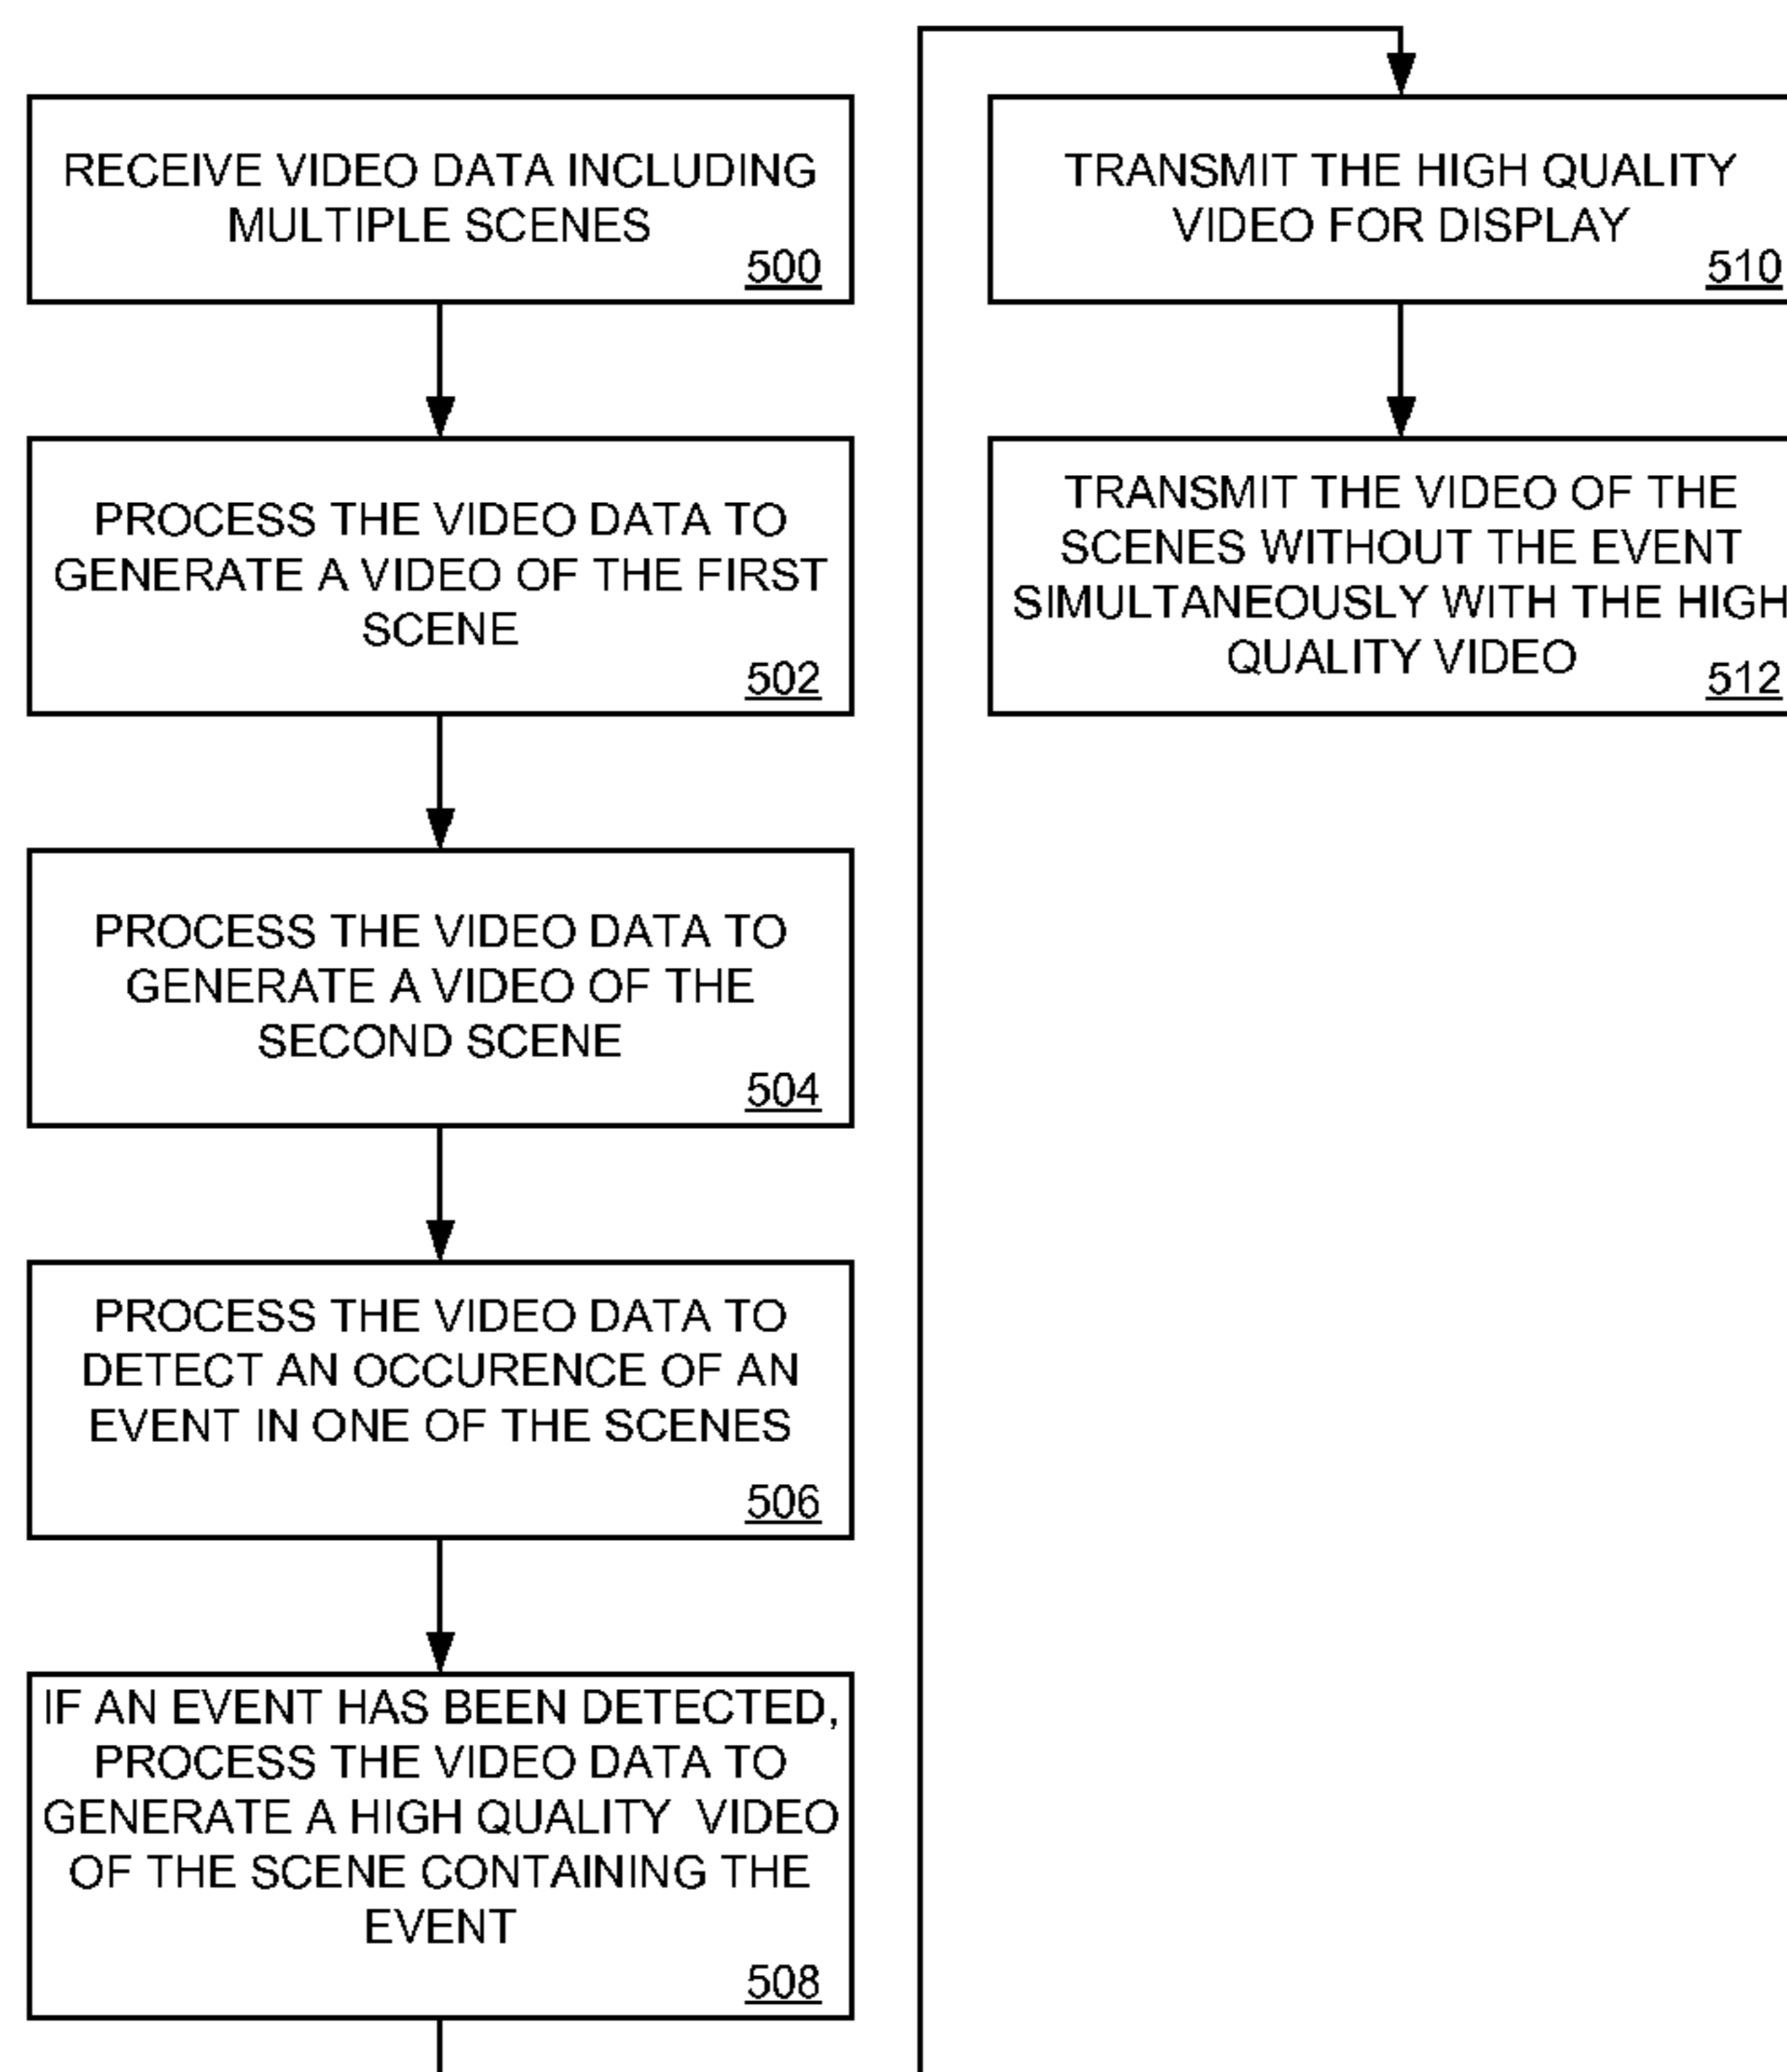 RECEIVE VIDEO DATA INCLUDING
MULTIPLE SCENES
500
PROCESS THE VIDEO DATA TO
GENERATE A VIDEO OF THE FIRST
SCENE
502
PROCESS THE VIDEO DATA TO
GENERATE A VIDEO OF THE
SECOND SCENE
504
PROCESS THE VIDEO DATA TO
DETECT AN OCCURENCE OF AN
EVENT IN ONE OF THE SCENES
506
IF AN EVENT HAS BEEN DETECTED,
PROCESS THE VIDEO DATA TO
GENERATE A HIGH QUALITY VIDEO
OF THE SCENE CONTAINING THE
EVENT
508
TRANSMIT THE HIGH QUALITY
VIDEO FOR DISPLAY
510
TRANSMIT THE VIDEO OF THE
SCENES WITHOUT THE EVENT
SIMULTANEOUSLY WITH THE HIGH
QUALITY VIDEO
512